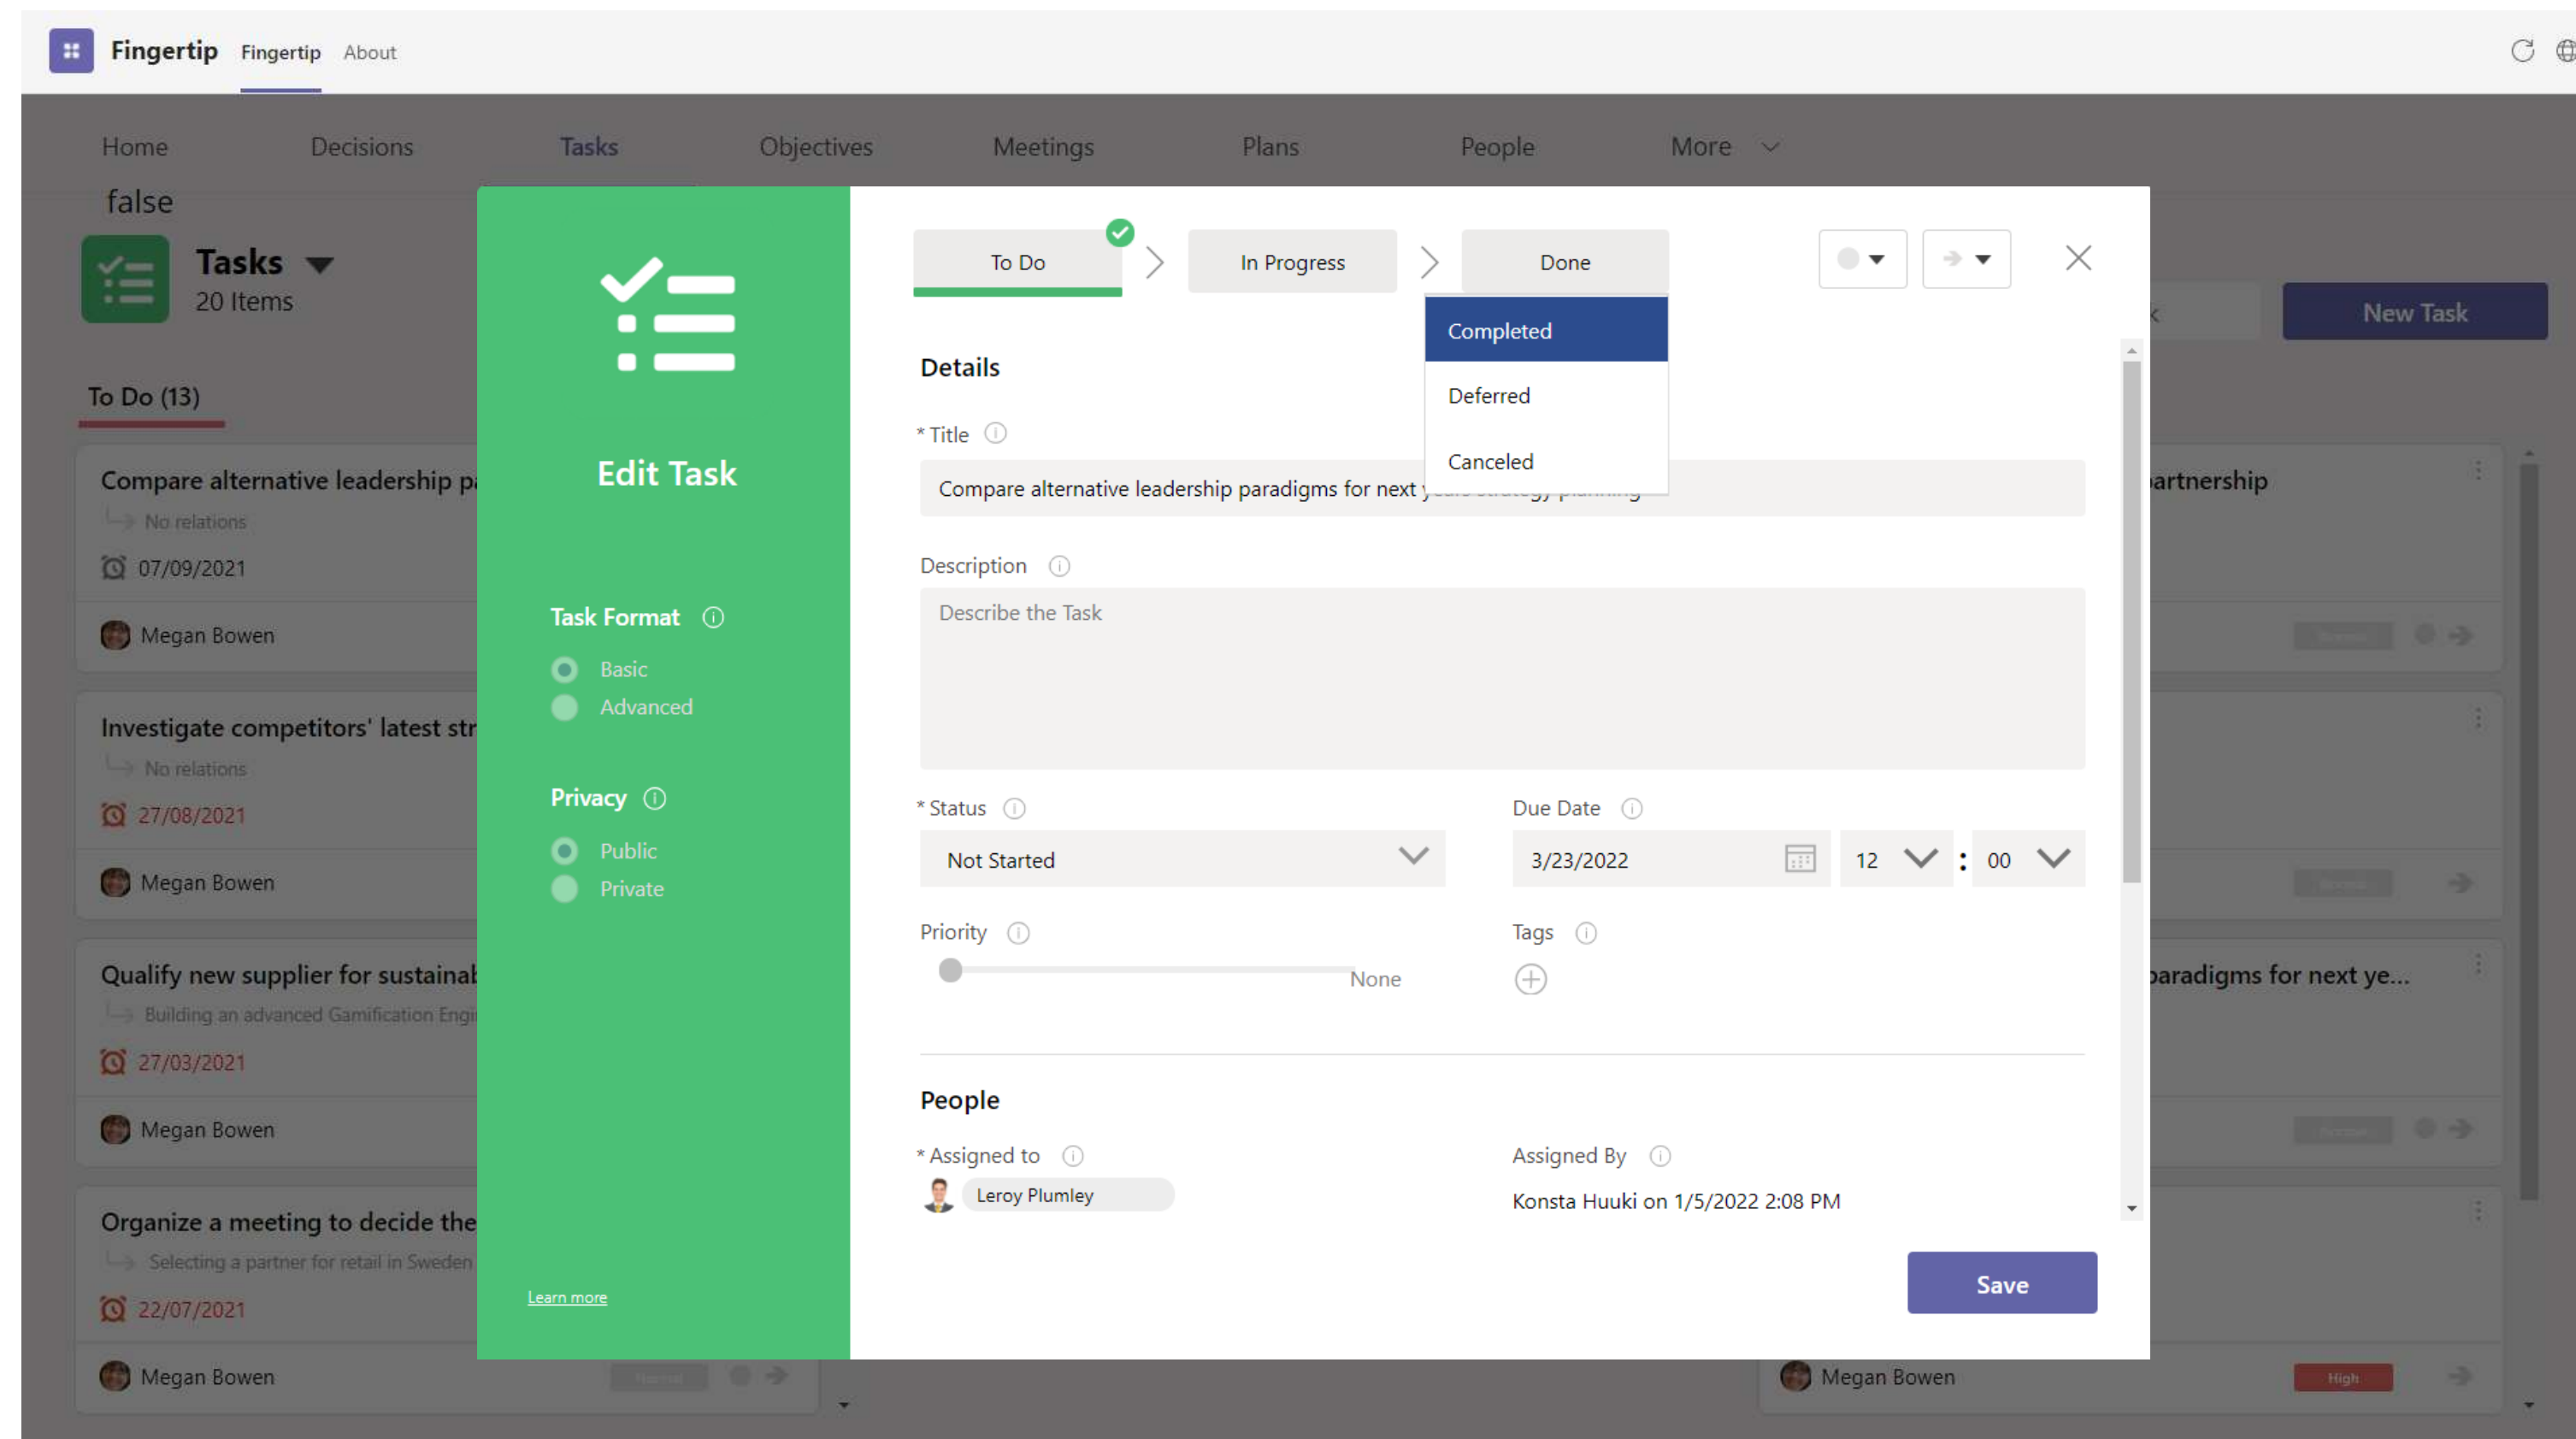 Fingertip Fingertip About
Home Decisions Tasks Objectives Meetings Plans People More
false
Tasks
20 Items
New Task
To Do (13)
Compare alternative leadership
No relations
07/09/2021
Megan Bowen
Investigate competitors' latest
No relations
27/08/2021
Megan Bowen
Qualify new supplier for
Building an advanced Gamification
27/03/2021
Megan Bowen
Organize a meeting to decide the
Selecting a partner for retail in Sweden
22/07/2021
Megan Bowen
Normal
Edit Task
Task Format
Basic
Advanced
Privacy
Public
Private
Learn more
To Do In Progress Done
Completed
Deferred
Canceled
Details
* Title
Compare alternative leadership paradigms for next years strategy planning
Description
Describe the Task
* Status
Not Started
Due Date
3/23/2022 12 : 00
Priority
None
Tags
People
* Assigned to
Leroy Plumley
Assigned By
Konsta Huuki on 1/5/2022 2:08 PM
Save
paradigms for next ye...
Megan Bowen
High